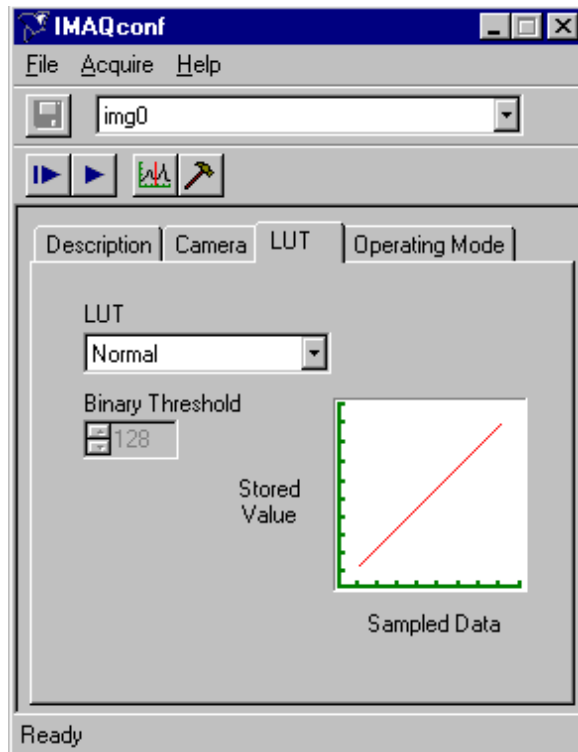 IMAQconf
File Acquire Help
img0
Description Camera LUT Operating Mode
LUT
Normal
Binary Threshold
128
Stored
Value
Sampled Data
Ready